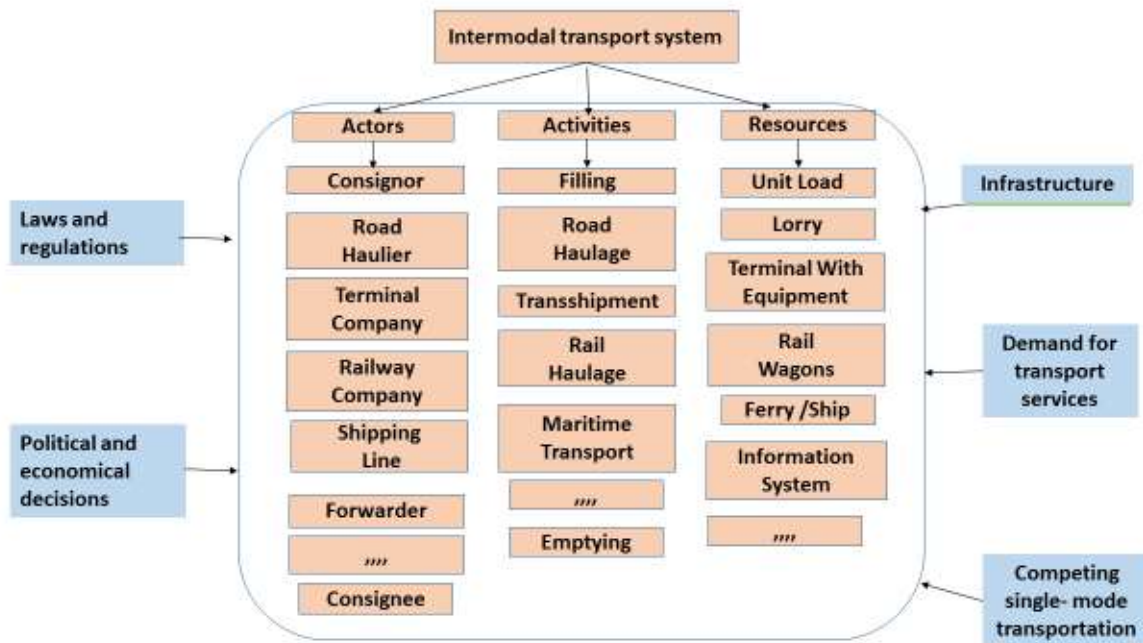 Intermodal transport system
Actors
Activities
Resources
Consignor
Filling
Unit Load
Infrastructure
Laws and
regulations
Road
Haulier
Road
Haulage
Lorry
Terminal With
Equipment
Terminal
Company
Transshipment
Railway
Company
Rail
Haulage
Rail
Wagons
Demand for
transport
services
Political and
economical
decisions
Shipping
Line
Maritime
Transport
Ferry /Ship
Information
System
Forwarder
,,,,
,,,,
Emptying
,,,,
Consignee
Competing
single- mode
transportation